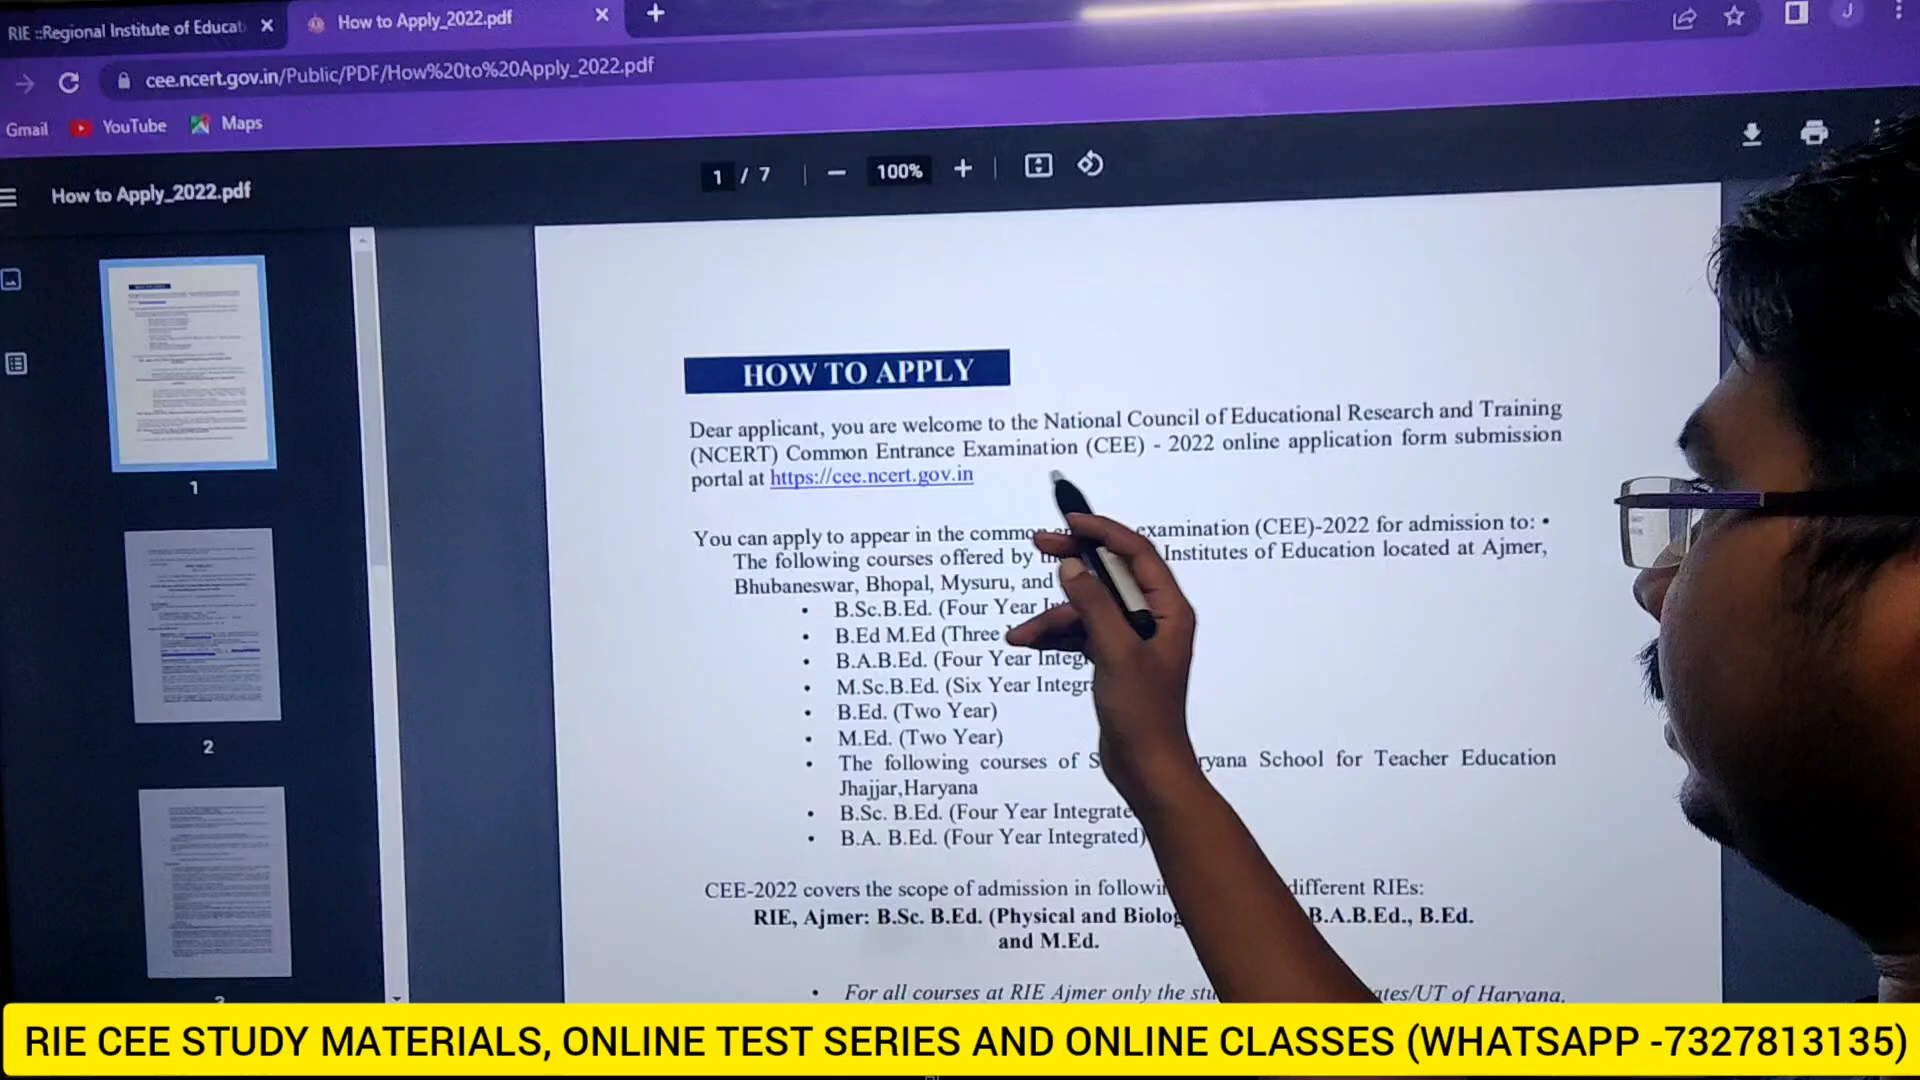 RIE ::Regional Institute of Educat
How to Apply_2022.pdf
J
cee.ncert.gov.in/Public/PDF/How%20to%20Apply_2022.pdf
Gmail YouTube Maps
How to Apply_2022.pdf
1 / 7
100%
1
2
HOW TO APPLY
Dear applicant, you are welcome to the National Council of Educational Research and Training
(NCERT) Common Entrance Examination (CEE) - 2022 online application form submission
portal at https://cee.ncert.gov.in
You can apply to appear in the common examination (CEE)-2022 for admission to: •
The following courses offered by Institutes of Education located at Ajmer,
Bhubaneswar, Bhopal, Mysuru, and
• B.Sc.B.Ed. (Four Year
• B.Ed M.Ed (Three
• B.A.B.Ed. (Four Year
• M.Sc.B.Ed. (Six Year
• B.Ed. (Two Year)
• M.Ed. (Two Year)
• The following courses of School for Teacher Education
Jhajjar,Haryana
• B.Sc. B.Ed. (Four Year
• B.A. B.Ed. (Four Year Integrated)
CEE-2022 covers the scope of admission in different RIEs:
RIE, Ajmer: B.Sc. B.Ed. (Physical and B.A.B.Ed., B.Ed.
and M.Ed.
• For all courses at RIE Ajmer only the of Haryana,
RIE CEE STUDY MATERIALS, ONLINE TEST SERIES AND ONLINE CLASSES (WHATSAPP -7327813135)